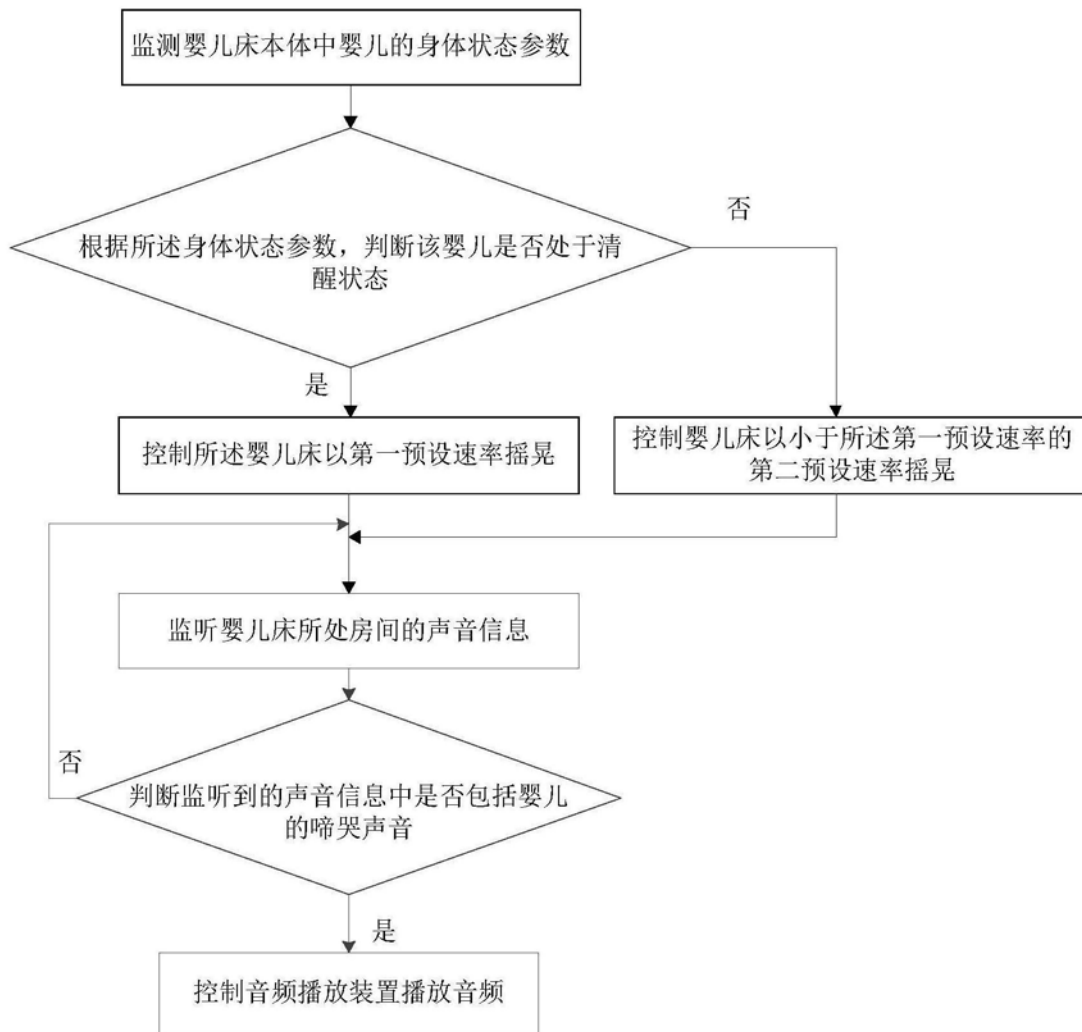 监测婴儿床本体中婴儿的身体状态参数
否
根据所述身体状态参数，判断该婴儿是否处于清
醒状态
是
控制所述婴儿床以第一预设速率摇晃
控制婴儿床以小于所述第一预设速率的
第二预设速率摇晃
监听婴儿床所处房间的声音信息
否
判断监听到的声音信息中是否包括婴儿
的啼哭声音
是
控制音频播放装置播放音频